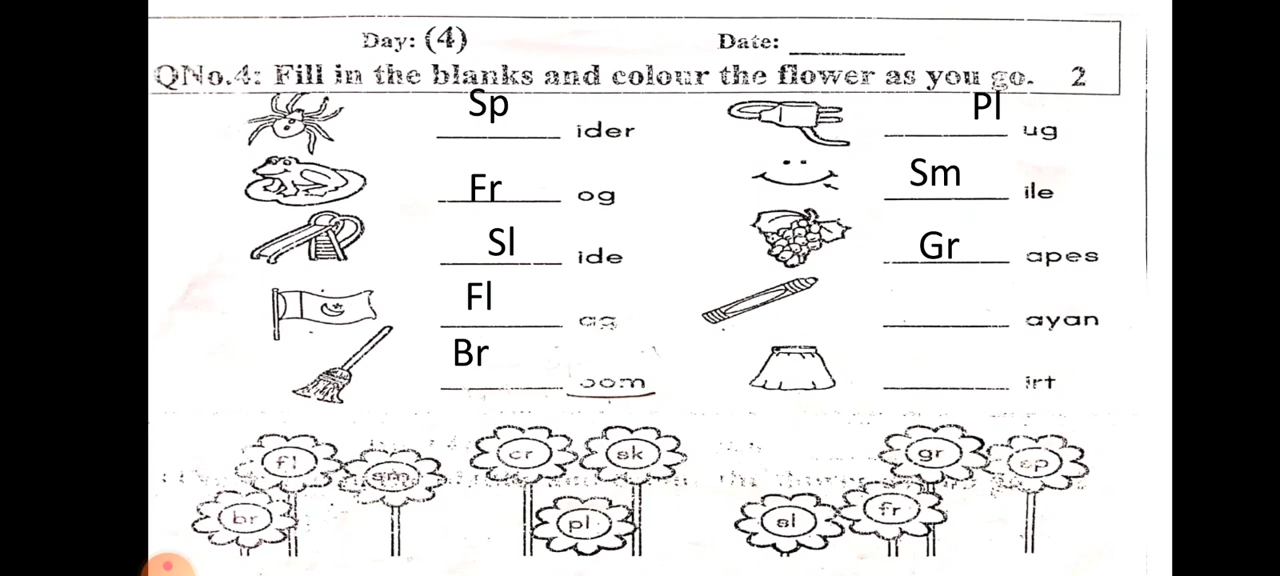 Day: (4) Date: ________
QNo.4: Fill in the blanks and colour the flower as you go. 2
Sp ider
Pl ug
Fr og
Sm ile
Sl ide
Gr apes
Fl ag
________ ayan
Br oom
________ irt
fl
sm
cr
sk
gr
sp
br
pl
sl
fr